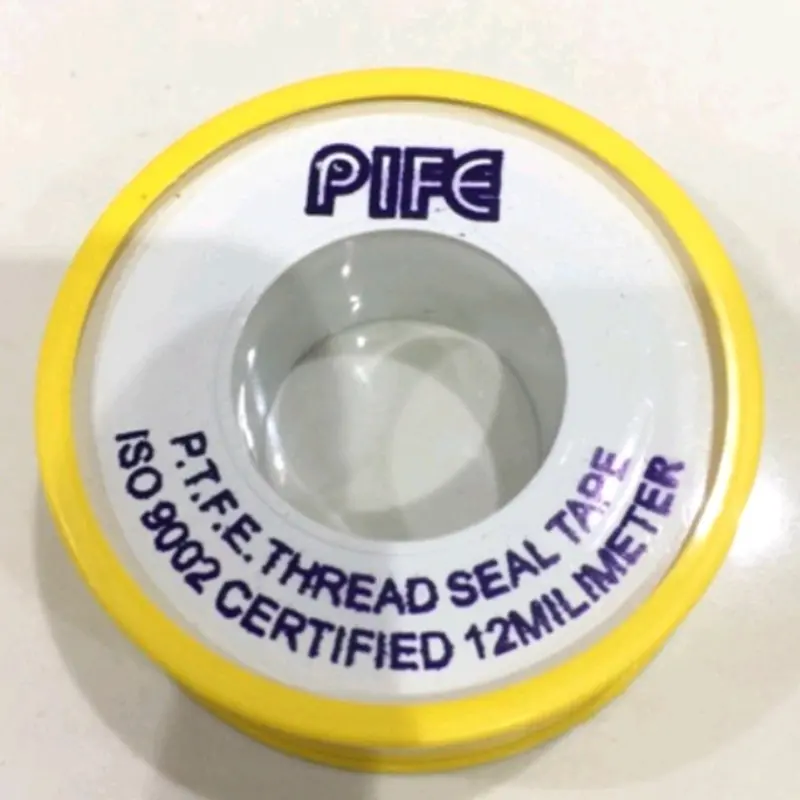 PIFE
P.T.F.E. THREAD SEAL TAPE
ISO 9002 CERTIFIED 12MILIMETER